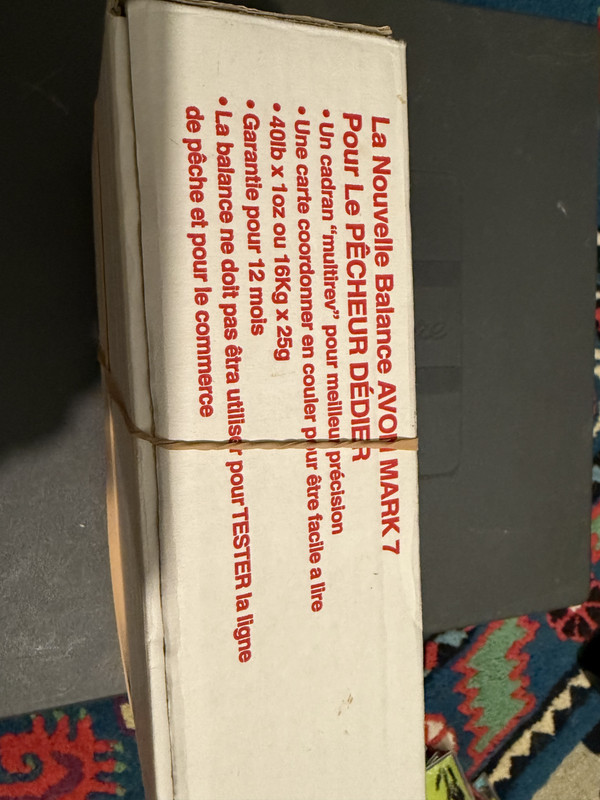 La Nouvelle Balance AVON MARK 7
Pour Le PÊCHEUR DÉDIER
• Un cadran "multirev" pour meilleur précision
• Une carte coordonner en couler pour être facile a lire
• 40lb x 1oz ou 16Kg x 25g
• Garantie pour 12 mois
• La balance ne doit pas êtra utiliser pour TESTER la ligne
de pêche et pour le commerce